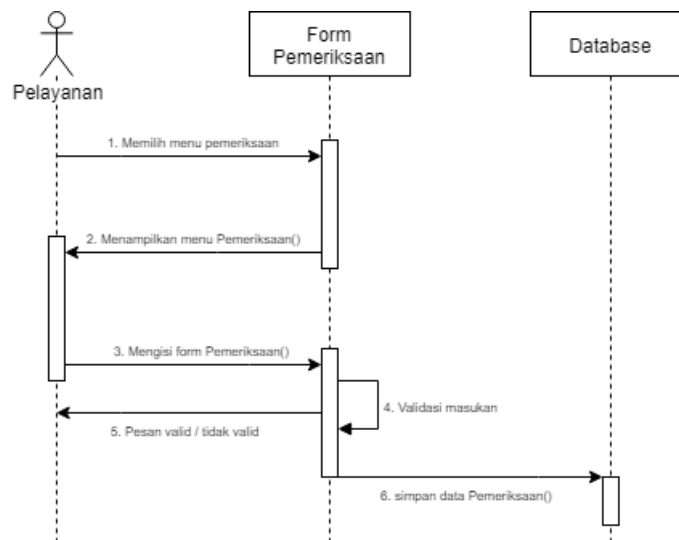 Form
Pemeriksaan
Database
Pelayanan
1. Memilih menu pemeriksaan
2. Menampilkan menu Pemeriksaan()
3. Mengisi form Pemeriksaan()
4. Validasi masukan
5. Pesan valid / tidak valid
6. simpan data Pemeriksaan()